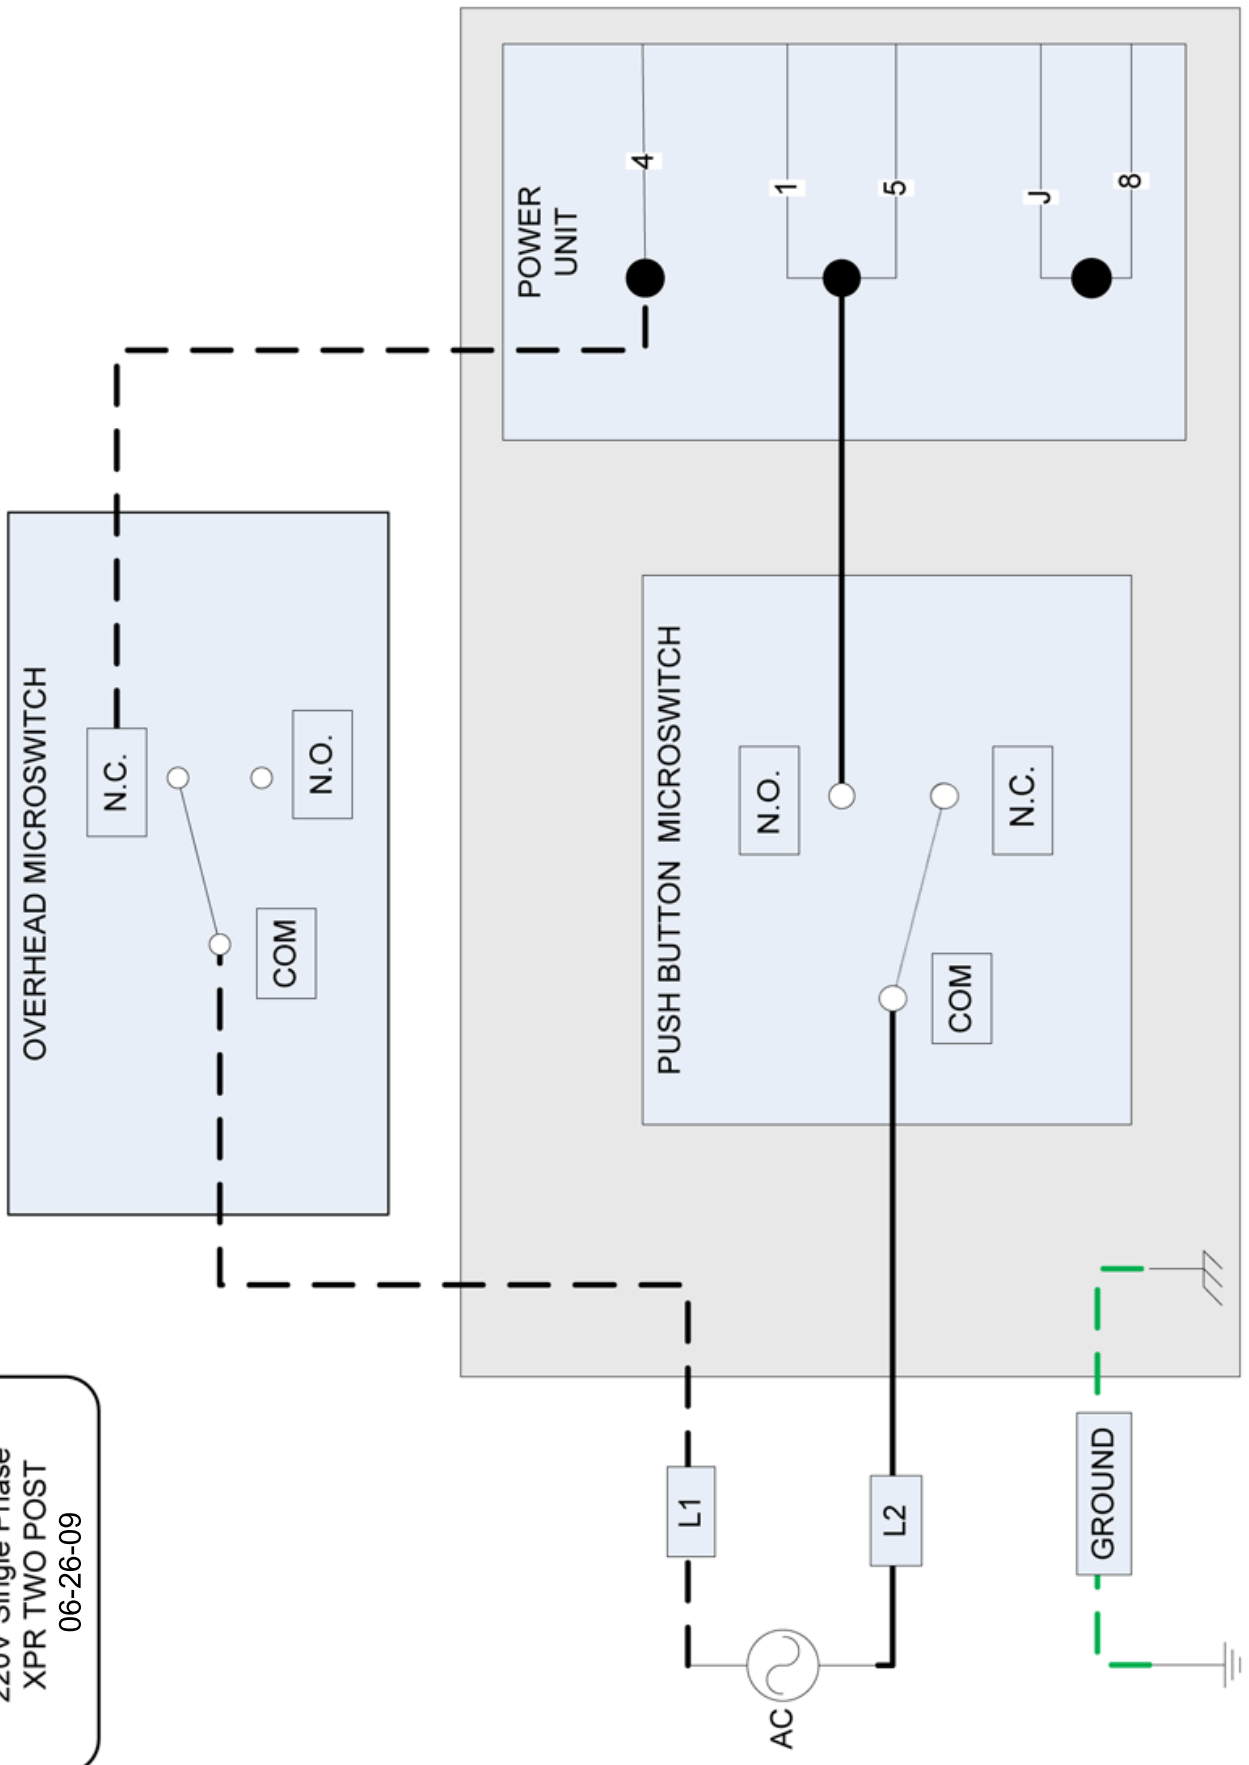 220V Single Phase
XPR TWO POST
06-26-09
OVERHEAD MICROSWITCH
COM
N.C.
N.O.
POWER
UNIT
4
1
5
J
8
PUSH BUTTON MICROSWITCH
N.O.
COM
N.C.
L1
L2
AC
GROUND